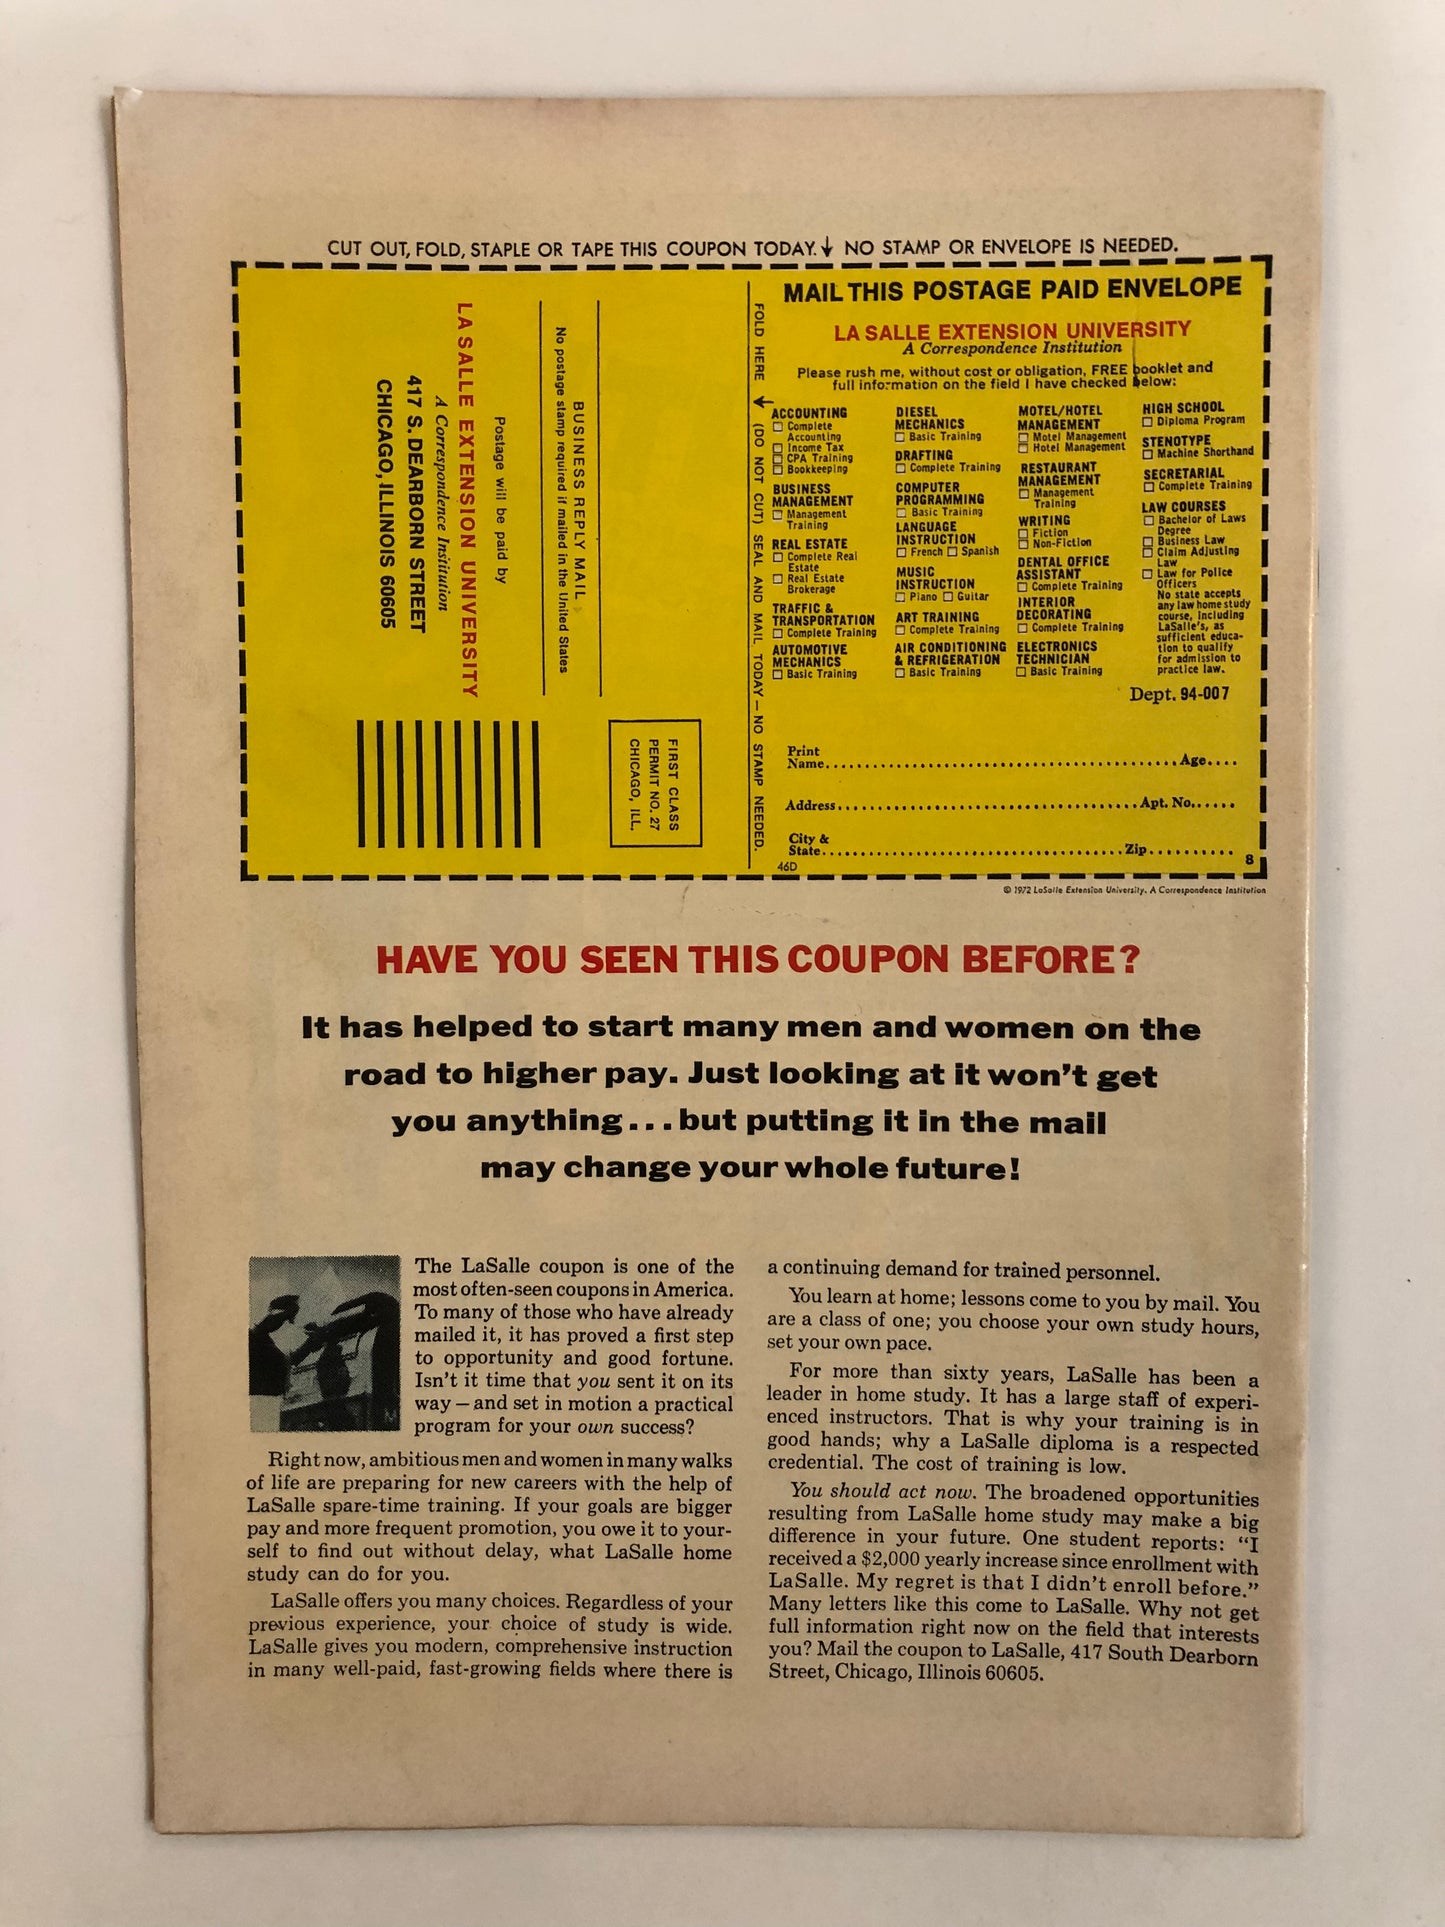 CUT OUT, FOLD, STAPLE OR TAPE THIS COUPON TODAY.↓ NO STAMP OR ENVELOPE IS NEEDED.
FIRST CLASS
PERMIT NO. 27
CHICAGO, ILL.
BUSINESS REPLY MAIL
No postage stamp required if mailed in the United States
Postage will be paid by
LA SALLE EXTENSION UNIVERSITY
A Correspondence Institution
417 S. DEARBORN STREET
CHICAGO, ILLINOIS 60605
FOLD HERE → (DO NOT CUT) SEAL AND MAIL TODAY — NO STAMP NEEDED.
MAIL THIS POSTAGE PAID ENVELOPE
LA SALLE EXTENSION UNIVERSITY
A Correspondence Institution
Please rush me, without cost or obligation, FREE booklet and
full information on the field I have checked below:
ACCOUNTING
☐ Complete
Accounting
☐ Income Tax
☐ CPA Training
☐ Bookkeeping
BUSINESS
MANAGEMENT
☐ Management
Training
REAL ESTATE
☐ Complete Real
Estate
☐ Real Estate
Brokerage
TRAFFIC &
TRANSPORTATION
☐ Complete Training
AUTOMOTIVE
MECHANICS
☐ Basic Training
DIESEL
MECHANICS
☐ Basic Training
DRAFTING
☐ Complete Training
COMPUTER
PROGRAMMING
☐ Basic Training
LANGUAGE
INSTRUCTION
☐ French ☐ Spanish
MUSIC
INSTRUCTION
☐ Piano ☐ Guitar
ART TRAINING
☐ Complete Training
AIR CONDITIONING
& REFRIGERATION
☐ Basic Training
MOTEL/HOTEL
MANAGEMENT
☐ Motel Management
☐ Hotel Management
RESTAURANT
MANAGEMENT
☐ Management
Training
WRITING
☐ Fiction
☐ Non-Fiction
DENTAL OFFICE
ASSISTANT
☐ Complete Training
INTERIOR
DECORATING
☐ Complete Training
ELECTRONICS
TECHNICIAN
☐ Basic Training
HIGH SCHOOL
☐ Diploma Program
STENOTYPE
☐ Machine Shorthand
SECRETARIAL
☐ Complete Training
LAW COURSES
☐ Bachelor of Laws
Degree
☐ Business Law
☐ Claim Adjusting
Law
☐ Law for Police
Officers
No state accepts
any law home study
course, including
LaSalle's, as
sufficient educa-
tion to qualify
for admission to
practice law.
Dept. 94-007
Print
Name........................................Age....
Address....................................Apt. No......
City &
State.....................................Zip..........
46D 8
© 1972 LaSalle Extension University. A Correspondence Institution
HAVE YOU SEEN THIS COUPON BEFORE?
It has helped to start many men and women on the
road to higher pay. Just looking at it won't get
you anything...but putting it in the mail
may change your whole future!
The LaSalle coupon is one of the
most often-seen coupons in America.
To many of those who have already
mailed it, it has proved a first step
to opportunity and good fortune.
Isn't it time that you sent it on its
way – and set in motion a practical
program for your own success?
Right now, ambitious men and women in many walks
of life are preparing for new careers with the help of
LaSalle spare-time training. If your goals are bigger
pay and more frequent promotion, you owe it to your-
self to find out without delay, what LaSalle home
study can do for you.
LaSalle offers you many choices. Regardless of your
previous experience, your choice of study is wide.
LaSalle gives you modern, comprehensive instruction
in many well-paid, fast-growing fields where there is
a continuing demand for trained personnel.
You learn at home; lessons come to you by mail. You
are a class of one; you choose your own study hours,
set your own pace.
For more than sixty years, LaSalle has been a
leader in home study. It has a large staff of experi-
enced instructors. That is why your training is in
good hands; why a LaSalle diploma is a respected
credential. The cost of training is low.
You should act now. The broadened opportunities
resulting from LaSalle home study may make a big
difference in your future. One student reports: "I
received a $2,000 yearly increase since enrollment with
LaSalle. My regret is that I didn't enroll before."
Many letters like this come to LaSalle. Why not get
full information right now on the field that interests
you? Mail the coupon to LaSalle, 417 South Dearborn
Street, Chicago, Illinois 60605.